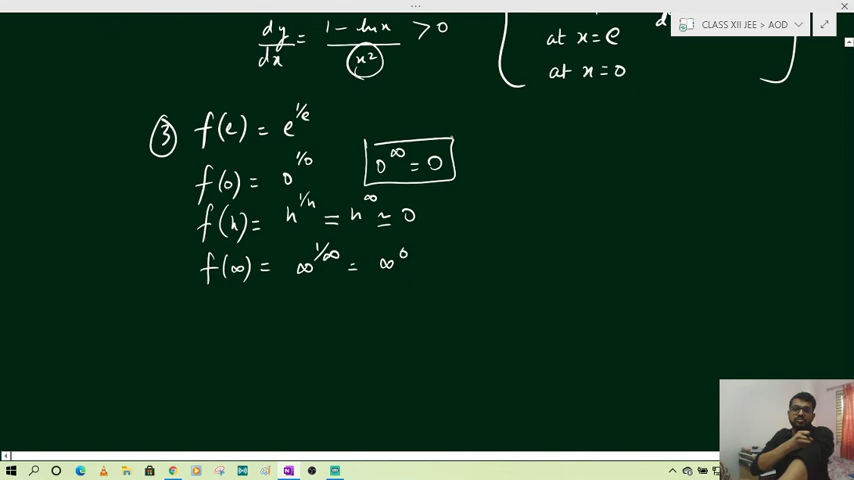 CLASS XII JEE > AOD
dy/dx = (1 - lnx)/x² > 0
at x = e
at x = 0
③ f(e) = e^(1/e)
f(0) = 0^(1/0)
0^∞ = 0
f(h) = h^(1/h) = h^∞ ≃ 0
f(∞) = ∞^(1/∞) = ∞^0